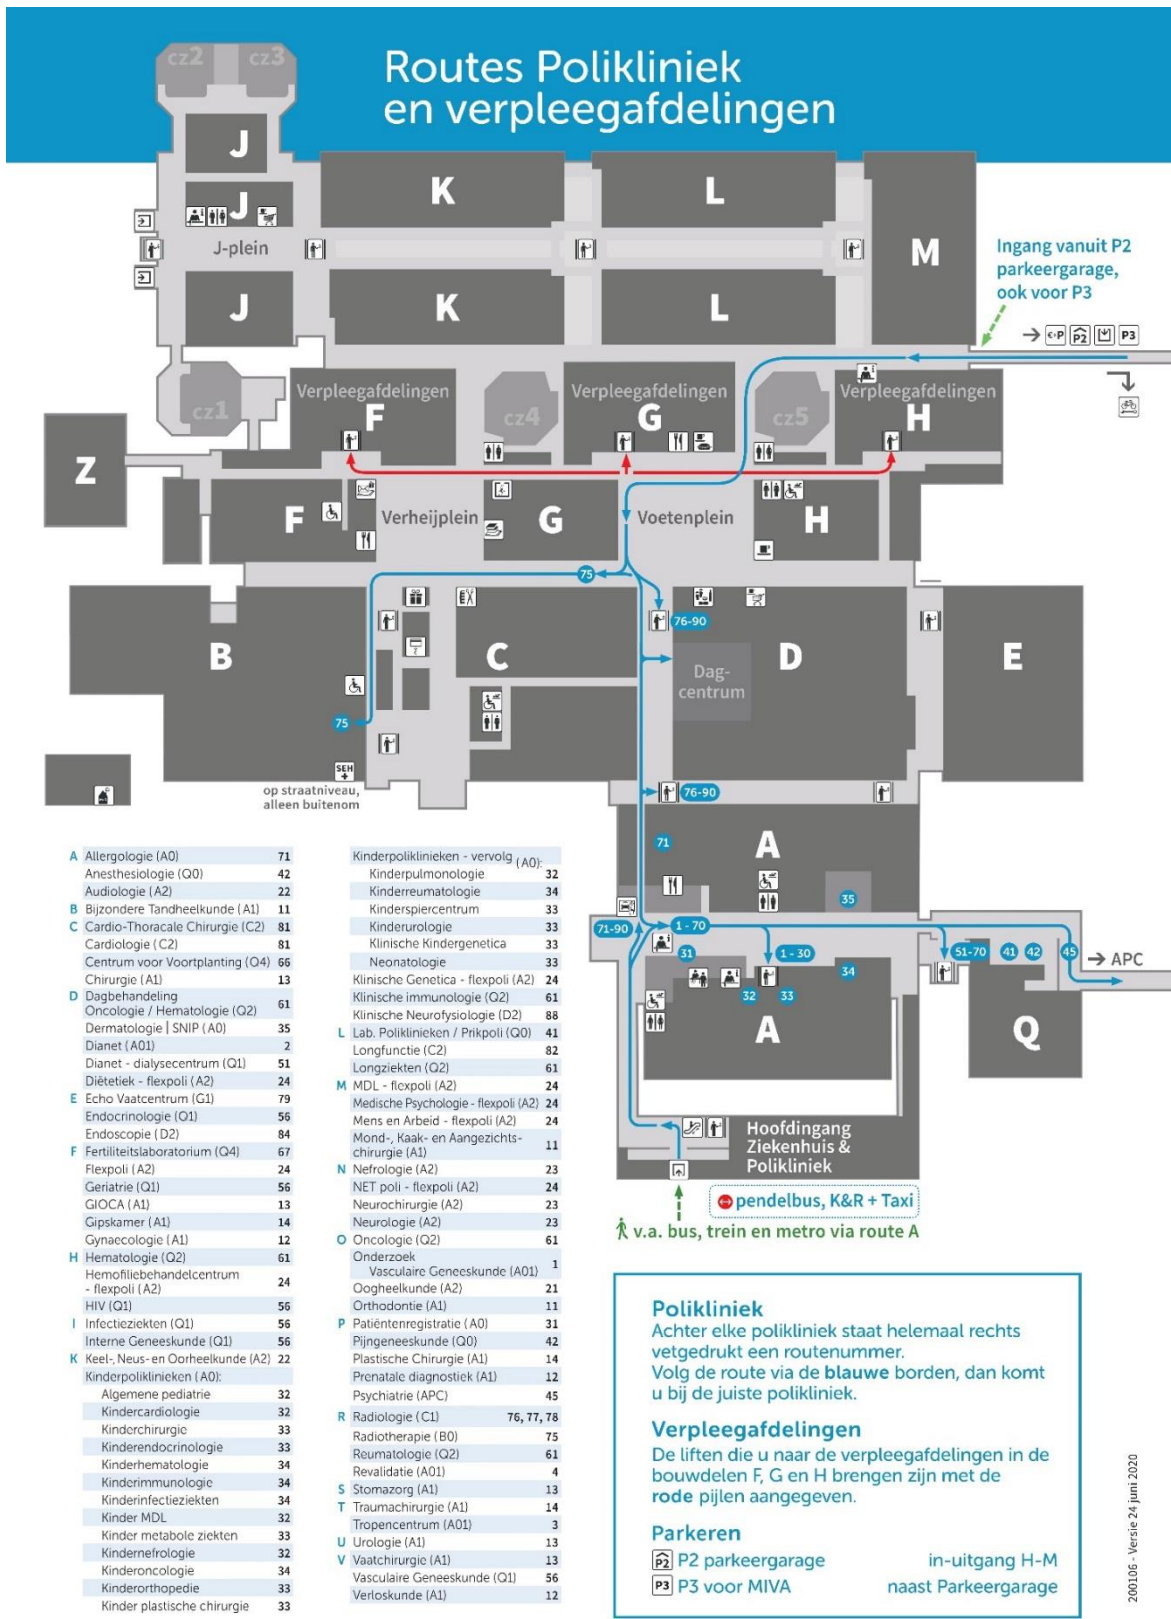 Routes Polikliniek
en verpleegafdelingen
cz2
cz3
J
K
L
M
J
J-plein
J
K
L
Ingang vanuit P2
parkeergarage,
ook voor P3
P P2 P3
cz1
Verpleegafdelingen
F
cz4
Verpleegafdelingen
G
cz5
Verpleegafdelingen
H
Z
F
Verheijplein
G
Voetenplein
H
75
76-90
B
C
D
Dag-
centrum
E
75
SEH
op straatniveau,
alleen buitenom
76-90
71
A
35
71-90
1 - 70
31
1 - 30
32
33
34
51-70
41
42
45
APC
A
Q
Hoofdingang
Ziekenhuis &
Polikliniek
pendelbus, K&R + Taxi
v.a. bus, trein en metro via route A
A Allergologie (A0) 71
Anesthesiologie (Q0) 42
Audiologie (A2) 22
B Bijzondere Tandheelkunde (A1) 11
C Cardio-Thoracale Chirurgie (C2) 81
Cardiologie (C2) 81
Centrum voor Voortplanting (Q4) 66
Chirurgie (A1) 13
D Dagbehandeling
Oncologie / Hematologie (Q2) 61
Dermatologie | SNIP (A0) 35
Dianet (A01) 2
Dianet - dialysecentrum (Q1) 51
Diëtetiek - flexpoli (A2) 24
E Echo Vaatcentrum (G1) 79
Endocrinologie (Q1) 56
Endoscopie (D2) 84
F Fertiliteitslaboratorium (Q4) 67
Flexpoli (A2) 24
Geriatrie (Q1) 56
GIOCA (A1) 13
Gipskamer (A1) 14
Gynaecologie (A1) 12
H Hematologie (Q2) 61
Hemofiliebehandelcentrum
- flexpoli (A2) 24
HIV (Q1) 56
I Infectieziekten (Q1) 56
Interne Geneeskunde (Q1) 56
K Keel-, Neus- en Oorheelkunde (A2) 22
Kinderpoliklinieken (A0):
Algemene pediatrie 32
Kindercardiologie 32
Kinderchirurgie 33
Kinderendocrinologie 33
Kinderhematologie 34
Kinderimmunologie 34
Kinderinfectieziekten 34
Kinder MDL 32
Kinder metabole ziekten 33
Kindernefrologie 32
Kinderoncologie 34
Kinderorthopedie 33
Kinder plastische chirurgie 33
Kinderpoliklinieken - vervolg (A0):
Kinderpulmonologie 32
Kinderreumatologie 34
Kinderspiercentrum 33
Kinderurologie 33
Klinische Kindergenetica 33
Neonatologie 33
Klinische Genetica - flexpoli (A2) 24
Klinische immunologie (Q2) 61
Klinische Neurofysiologie (D2) 88
L Lab. Poliklinieken / Prikpoli (Q0) 41
Longfunctie (C2) 82
Longziekten (Q2) 61
M MDL - flexpoli (A2) 24
Medische Psychologie - flexpoli (A2) 24
Mens en Arbeid - flexpoli (A2) 24
Mond-, Kaak- en Aangezichts-
chirurgie (A1) 11
N Nefrologie (A2) 23
NET poli - flexpoli (A2) 24
Neurochirurgie (A2) 23
Neurologie (A2) 23
O Oncologie (Q2) 61
Onderzoek
Vasculaire Geneeskunde (A01) 1
Oogheelkunde (A2) 21
Orthodontie (A1) 11
P Patiëntenregistratie (A0) 31
Pijngeneeskunde (Q0) 42
Plastische Chirurgie (A1) 14
Prenatale diagnostiek (A1) 12
Psychiatrie (APC) 45
R Radiologie (C1) 76, 77, 78
Radiotherapie (B0) 75
Reumatologie (Q2) 61
Revalidatie (A01) 4
S Stomazorg (A1) 13
T Traumachirurgie (A1) 14
Tropencentrum (A01) 3
U Urologie (A1) 13
V Vaatchirurgie (A1) 13
Vasculaire Geneeskunde (Q1) 56
Verloskunde (A1) 12
Polikliniek
Achter elke polikliniek staat helemaal rechts
vetgedrukt een routenummer.
Volg de route via de blauwe borden, dan komt
u bij de juiste polikliniek.
Verpleegafdelingen
De liften die u naar de verpleegafdelingen in de
bouwdelen F, G en H brengen zijn met de
rode pijlen aangegeven.
Parkeren
P2 P2 parkeergarage in-uitgang H-M
P3 P3 voor MIVA naast Parkeergarage
200106 - Versie 24 juni 2020